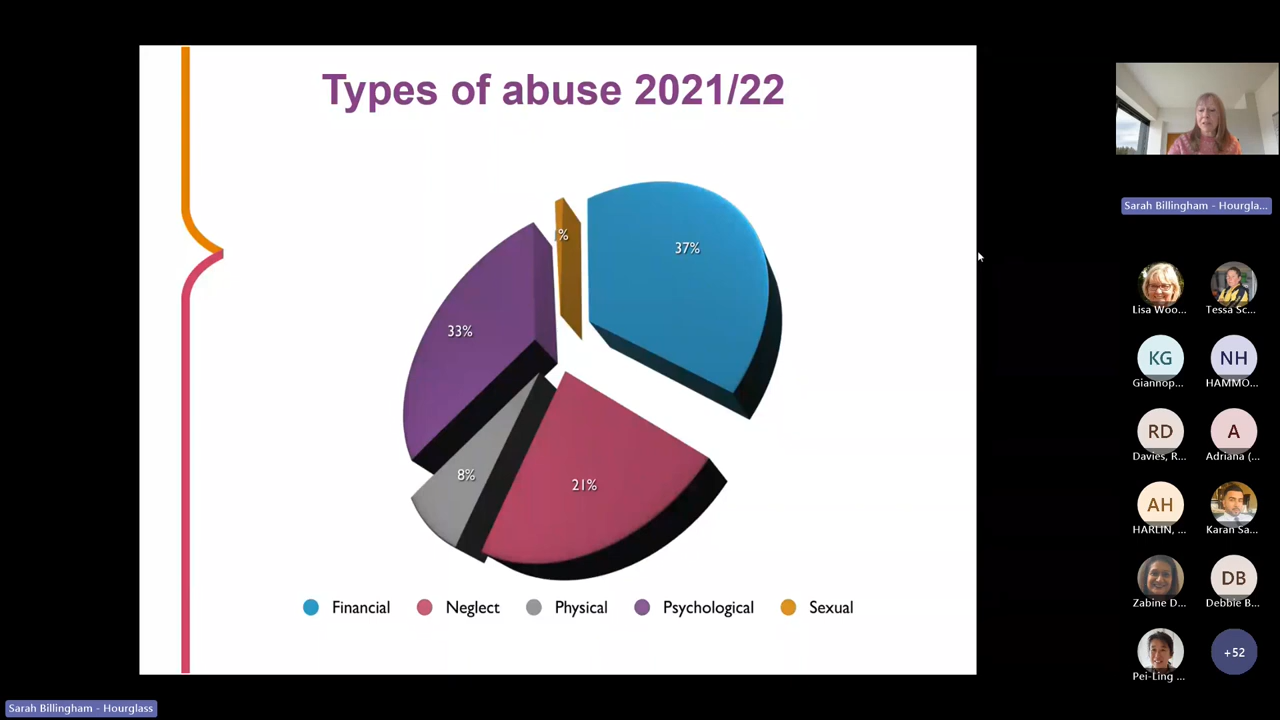 Types of abuse 2021/22
%
37%
33%
8%
21%
Financial Neglect Physical Psychological Sexual
Sarah Billingham - Hourgla...
Lisa Woo... Tessa Sc...
KG NH
Giannop... HAMMO...
RD A
Davies, R... Adriana (...
AH
HARLIN, ... Karan Sa...
DB
Zabine D... Debbie B...
+52
Pei-Ling ...
Sarah Billingham - Hourglass